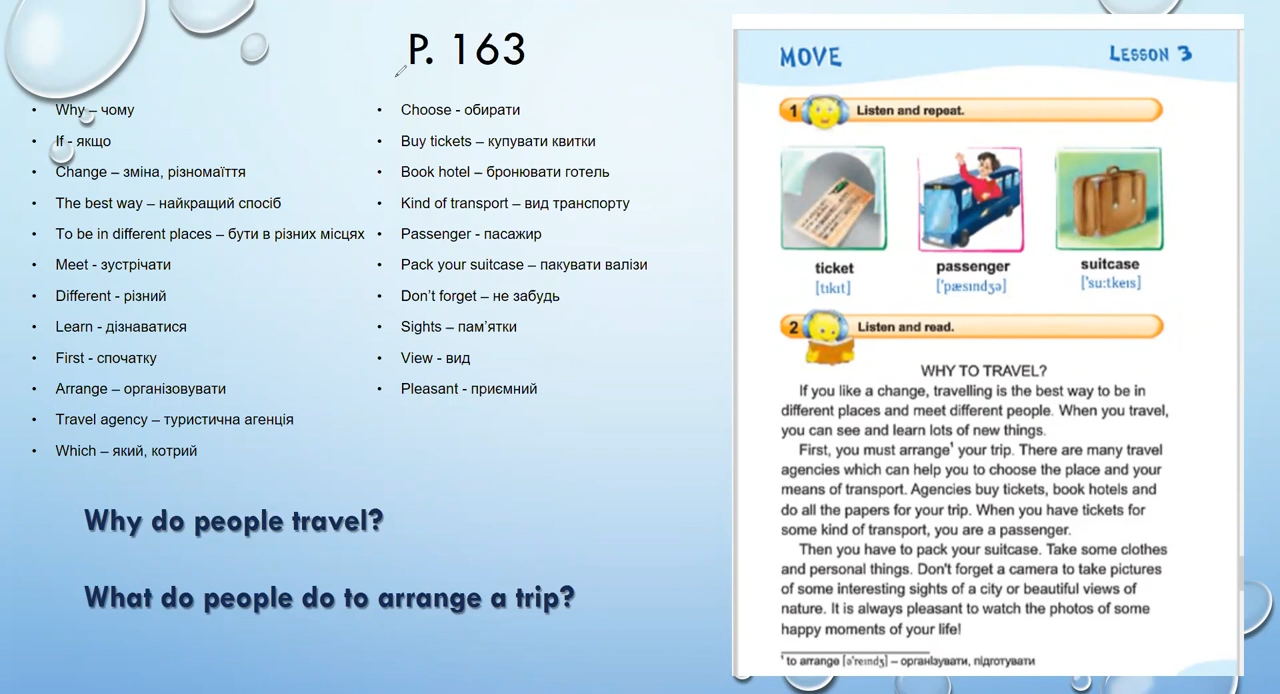 P. 163
• Why – чому
• If - якщо
• Change – зміна, різномаїття
• The best way – найкращий спосіб
• To be in different places – бути в різних місцях
• Meet - зустрічати
• Different - різний
• Learn - дізнаватися
• First - спочатку
• Arrange – організовувати
• Travel agency – туристична агенція
• Which – який, котрий
• Choose - обирати
• Buy tickets – купувати квитки
• Book hotel – бронювати готель
• Kind of transport – вид транспорту
• Passenger - пасажир
• Pack your suitcase – пакувати валізи
• Don’t forget – не забудь
• Sights – пам’ятки
• View - вид
• Pleasant - приємний
Why do people travel?
What do people do to arrange a trip?
MOVE
LESSON 3
1 Listen and repeat.
ticket
[tıkıt]
passenger
['pæsındʒə]
suitcase
['su:tkeıs]
2 Listen and read.
WHY TO TRAVEL?
If you like a change, travelling is the best way to be in
different places and meet different people. When you travel,
you can see and learn lots of new things.
First, you must arrange¹ your trip. There are many travel
agencies which can help you to choose the place and your
means of transport. Agencies buy tickets, book hotels and
do all the papers for your trip. When you have tickets for
some kind of transport, you are a passenger.
Then you have to pack your suitcase. Take some clothes
and personal things. Don't forget a camera to take pictures
of some interesting sights of a city or beautiful views of
nature. It is always pleasant to watch the photos of some
happy moments of your life!
¹ to arrange [ə'reındʒ] – організувати, підготувати